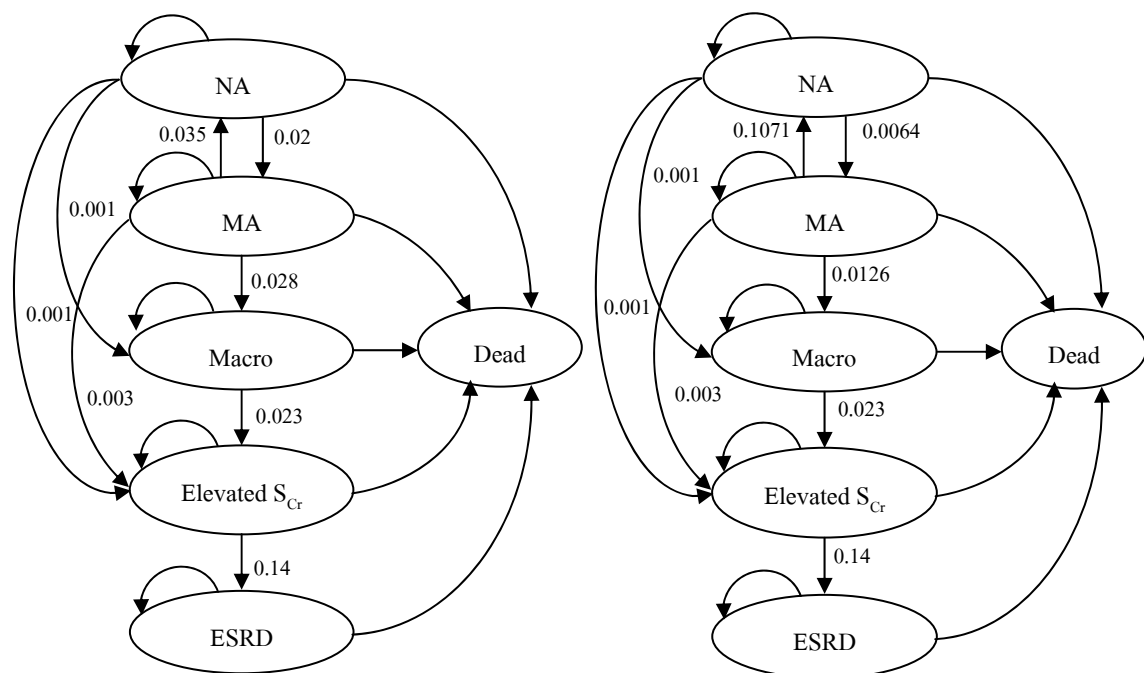 NA
0.035
0.02
0.001
MA
0.028
0.001
Macro
Dead
0.003
0.023
Elevated S_Cr
0.14
ESRD
NA
0.1071
0.0064
0.001
MA
0.0126
0.001
Macro
Dead
0.003
0.023
Elevated S_Cr
0.14
ESRD